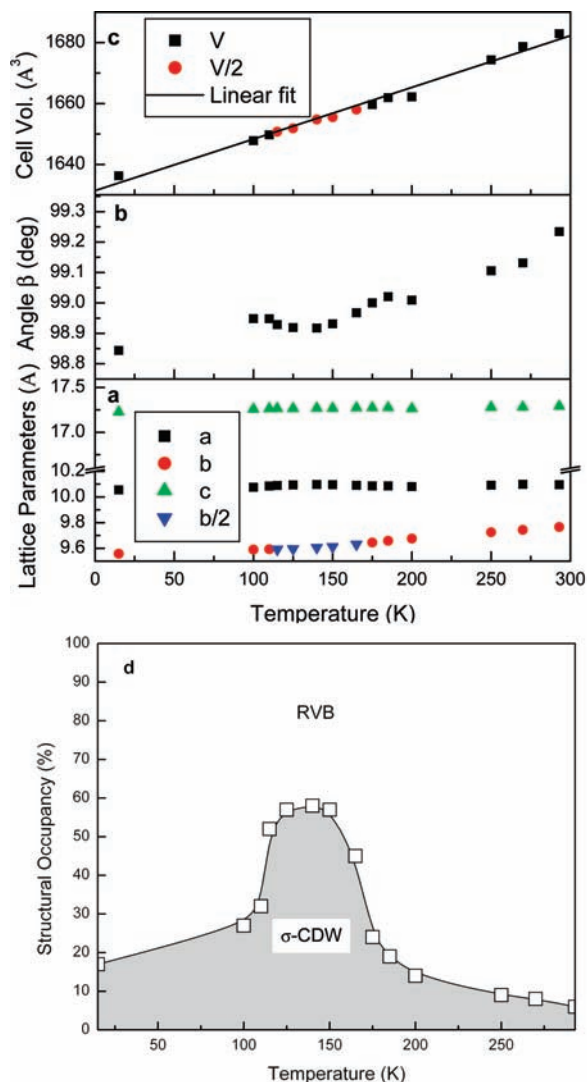 c
V
V/2
Linear fit
Cell Vol. (A³)
1680
1660
1640
b
Angle β (deg)
99.3
99.2
99.1
99.0
98.9
98.8
a
Lattice Parameters (A)
17.5
17.2
10.2
10.0
9.8
9.6
a
b
c
b/2
0 50 100 150 200 250 300
Temperature (K)
d
RVB
σ-CDW
Structural Occupancy (%)
100
90
80
70
60
50
40
30
20
10
0
50 100 150 200 250
Temperature (K)